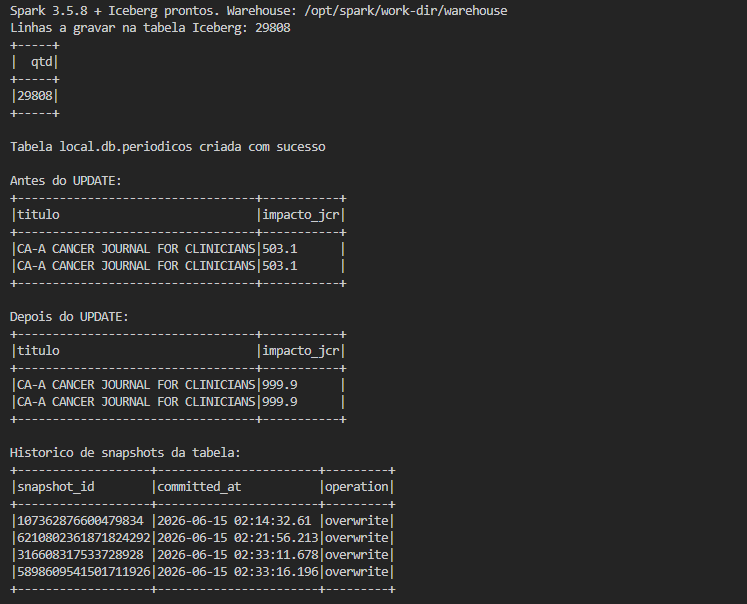 Spark 3.5.8 + Iceberg prontos. Warehouse: /opt/spark/work-dir/warehouse
Linhas a gravar na tabela Iceberg: 29808
+-----+
|  qtd|
+-----+
|29808|
+-----+

Tabela local.db.periodicos criada com sucesso

Antes do UPDATE:
+----------------------------------+-----------+
|titulo                            |impacto_jcr|
+----------------------------------+-----------+
|CA-A CANCER JOURNAL FOR CLINICIANS|503.1      |
|CA-A CANCER JOURNAL FOR CLINICIANS|503.1      |
+----------------------------------+-----------+

Depois do UPDATE:
+----------------------------------+-----------+
|titulo                            |impacto_jcr|
+----------------------------------+-----------+
|CA-A CANCER JOURNAL FOR CLINICIANS|999.9      |
|CA-A CANCER JOURNAL FOR CLINICIANS|999.9      |
+----------------------------------+-----------+

Historico de snapshots da tabela:
+-------------------+-----------------------+---------+
|snapshot_id        |committed_at           |operation|
+-------------------+-----------------------+---------+
|107362876600479834 |2026-06-15 02:14:32.61 |overwrite|
|6210802361871824292|2026-06-15 02:21:56.213|overwrite|
|316608317533728928 |2026-06-15 02:33:11.678|overwrite|
|5898609541501711926|2026-06-15 02:33:16.196|overwrite|
+-------------------+-----------------------+---------+